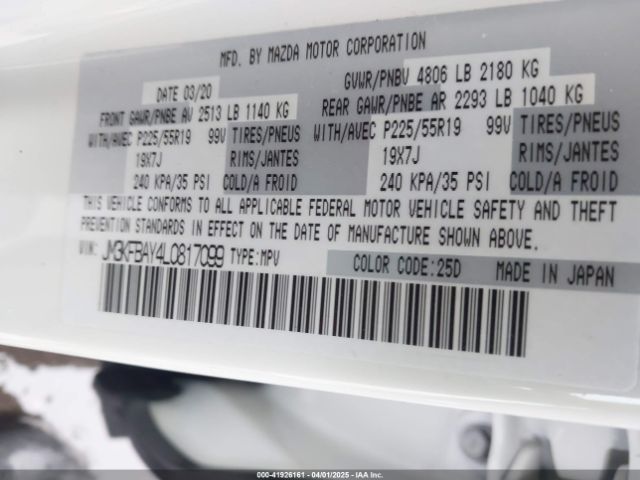 MFD. BY MAZDA MOTOR CORPORATION
DATE 03/20 GVWR/PNBV 4806 LB 2180 KG
FRONT GAWR/PNBE AV 2513 LB 1140 KG REAR GAWR/PNBE AR 2293 LB 1040 KG
WITH/AVEC P225/55R19 99V TIRES/PNEUS WITH/AVEC P225/55R19 99V TIRES/PNEUS
19X7J RIMS/JANTES 19X7J RIMS/JANTES
240 KPA/35 PSI COLD/A FROID 240 KPA/35 PSI COLD/A FROID
THIS VEHICLE CONFORMS TO ALL APPLICABLE FEDERAL MOTOR VEHICLE SAFETY AND THEFT
PREVENTION STANDARDS IN EFFECT ON THE DATE OF MANUFACTURE SHOWN ABOVE.
VIN: JM3KFBAY4L0817099 TYPE:MPV COLOR CODE:25D MADE IN JAPAN
000-41926161 - 04/01/2025 - IAA Inc.